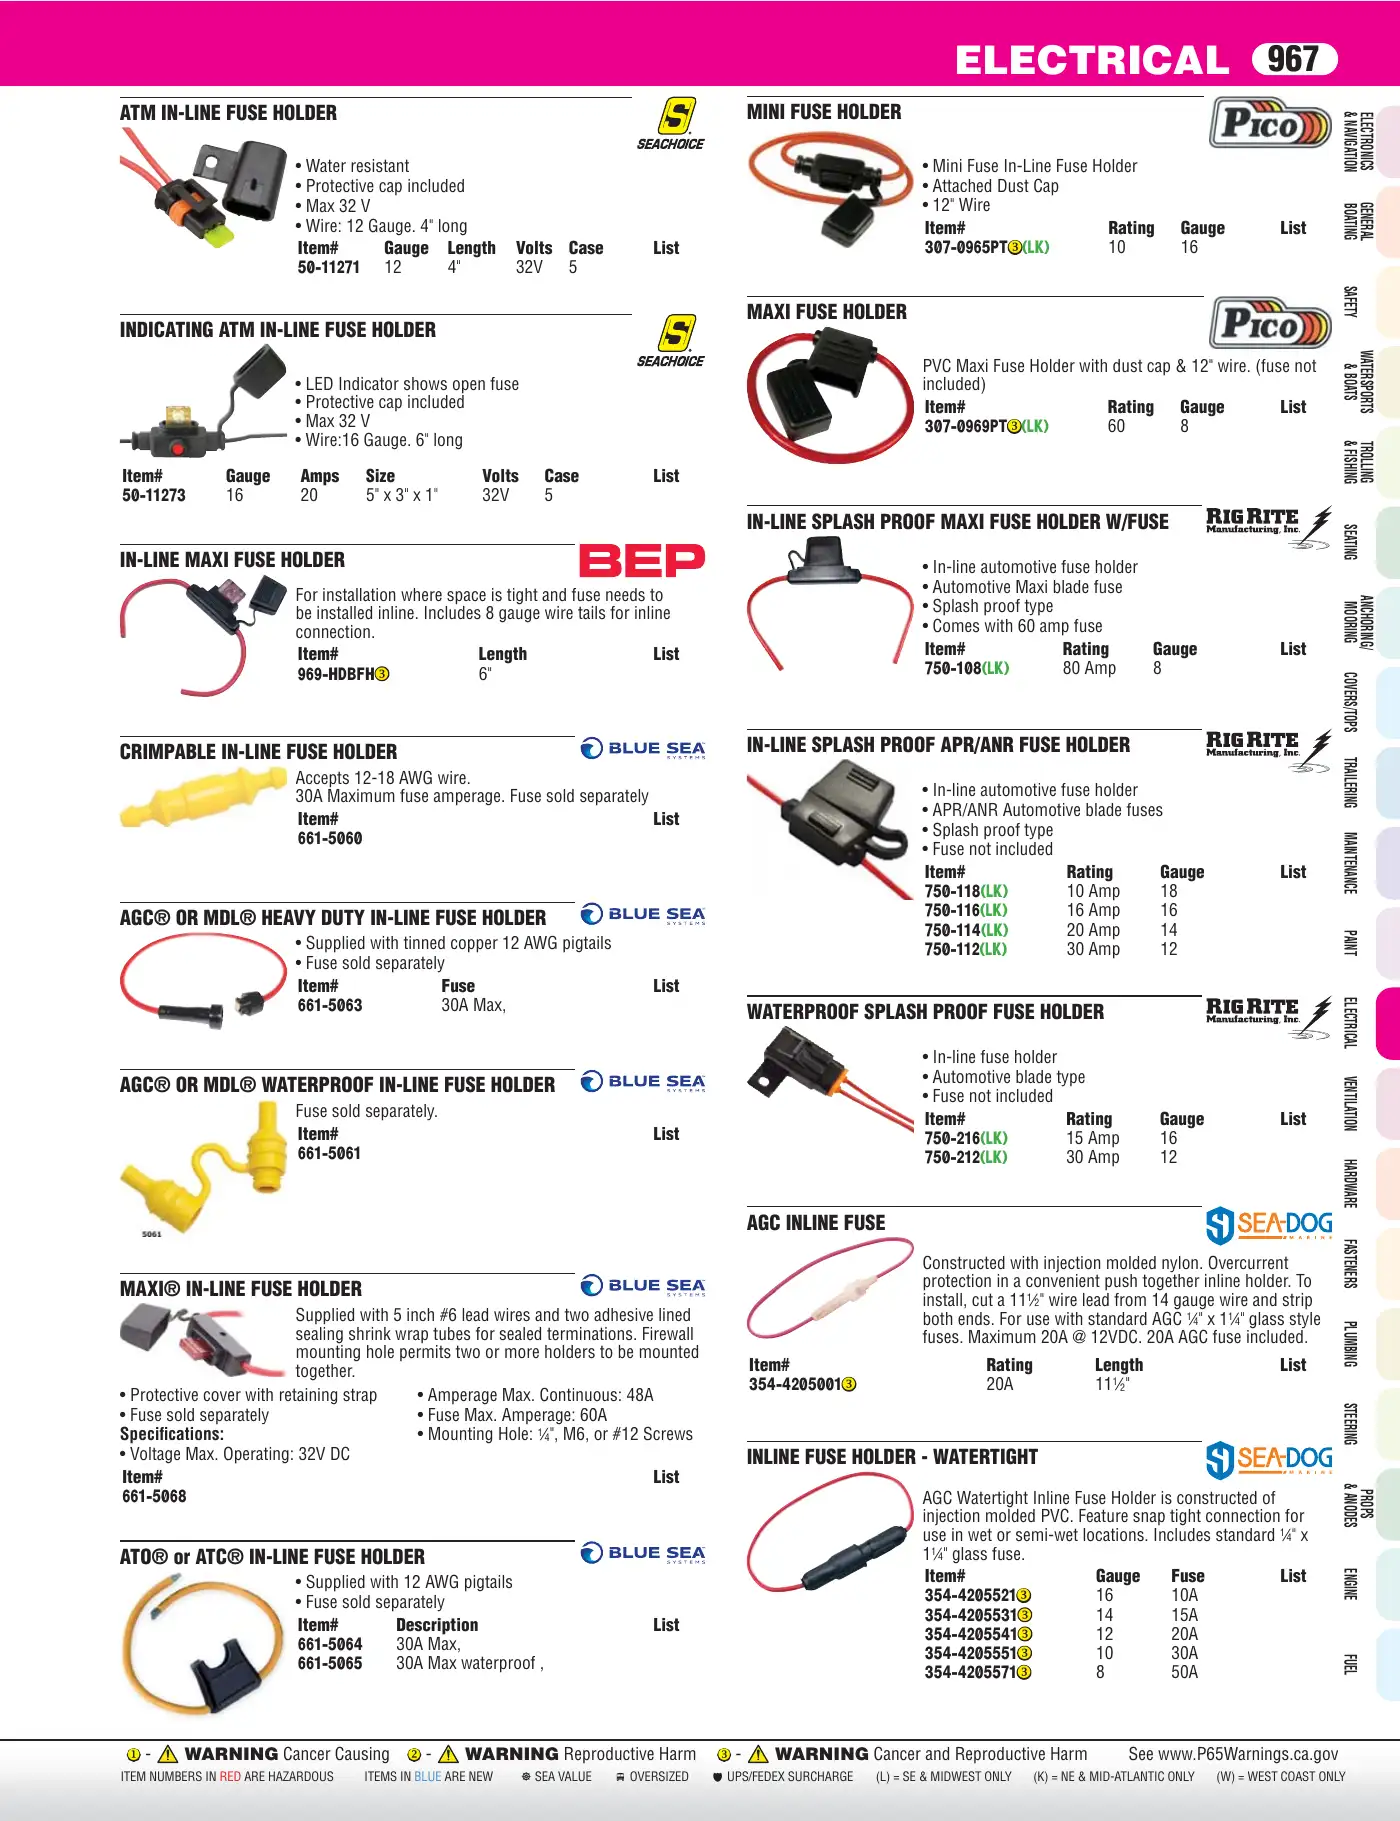 ELECTRICAL 967
ATM IN-LINE FUSE HOLDER
S
SEACHOICE
• Water resistant
• Protective cap included
• Max 32 V
• Wire: 12 Gauge. 4" long
Item# Gauge Length Volts Case List
50-11271 12 4" 32V 5
INDICATING ATM IN-LINE FUSE HOLDER
S
SEACHOICE
• LED Indicator shows open fuse
• Protective cap included
• Max 32 V
• Wire:16 Gauge. 6" long
Item# Gauge Amps Size Volts Case List
50-11273 16 20 5" x 3" x 1" 32V 5
IN-LINE MAXI FUSE HOLDER
BEP
For installation where space is tight and fuse needs to
be installed inline. Includes 8 gauge wire tails for inline
connection.
Item# Length List
969-HDBFH3 6"
CRIMPABLE IN-LINE FUSE HOLDER
BLUE SEA
SYSTEMS
Accepts 12-18 AWG wire.
30A Maximum fuse amperage. Fuse sold separately
Item# List
661-5060
AGC® OR MDL® HEAVY DUTY IN-LINE FUSE HOLDER
BLUE SEA
SYSTEMS
• Supplied with tinned copper 12 AWG pigtails
• Fuse sold separately
Item# Fuse List
661-5063 30A Max,
AGC® OR MDL® WATERPROOF IN-LINE FUSE HOLDER
BLUE SEA
SYSTEMS
Fuse sold separately.
Item# List
661-5061
5061
MAXI® IN-LINE FUSE HOLDER
BLUE SEA
SYSTEMS
Supplied with 5 inch #6 lead wires and two adhesive lined
sealing shrink wrap tubes for sealed terminations. Firewall
mounting hole permits two or more holders to be mounted
together.
• Protective cover with retaining strap
• Fuse sold separately
Specifications:
• Voltage Max. Operating: 32V DC
• Amperage Max. Continuous: 48A
• Fuse Max. Amperage: 60A
• Mounting Hole: ¼", M6, or #12 Screws
Item# List
661-5068
ATO® or ATC® IN-LINE FUSE HOLDER
BLUE SEA
SYSTEMS
• Supplied with 12 AWG pigtails
• Fuse sold separately
Item# Description List
661-5064 30A Max,
661-5065 30A Max waterproof ,
MINI FUSE HOLDER
PICO
• Mini Fuse In-Line Fuse Holder
• Attached Dust Cap
• 12" Wire
Item# Rating Gauge List
307-0965PT3(LK) 10 16
MAXI FUSE HOLDER
PICO
PVC Maxi Fuse Holder with dust cap & 12" wire. (fuse not
included)
Item# Rating Gauge List
307-0969PT3(LK) 60 8
IN-LINE SPLASH PROOF MAXI FUSE HOLDER W/FUSE
RIG RITE
Manufacturing, Inc.
• In-line automotive fuse holder
• Automotive Maxi blade fuse
• Splash proof type
• Comes with 60 amp fuse
Item# Rating Gauge List
750-108(LK) 80 Amp 8
IN-LINE SPLASH PROOF APR/ANR FUSE HOLDER
RIG RITE
Manufacturing, Inc.
• In-line automotive fuse holder
• APR/ANR Automotive blade fuses
• Splash proof type
• Fuse not included
Item# Rating Gauge List
750-118(LK) 10 Amp 18
750-116(LK) 16 Amp 16
750-114(LK) 20 Amp 14
750-112(LK) 30 Amp 12
WATERPROOF SPLASH PROOF FUSE HOLDER
RIG RITE
Manufacturing, Inc.
• In-line fuse holder
• Automotive blade type
• Fuse not included
Item# Rating Gauge List
750-216(LK) 15 Amp 16
750-212(LK) 30 Amp 12
AGC INLINE FUSE
SEA-DOG
MARINE
Constructed with injection molded nylon. Overcurrent
protection in a convenient push together inline holder. To
install, cut a 11½" wire lead from 14 gauge wire and strip
both ends. For use with standard AGC ¼" x 1¼" glass style
fuses. Maximum 20A @ 12VDC. 20A AGC fuse included.
Item# Rating Length List
354-42050013 20A 11½"
INLINE FUSE HOLDER - WATERTIGHT
SEA-DOG
MARINE
AGC Watertight Inline Fuse Holder is constructed of
injection molded PVC. Feature snap tight connection for
use in wet or semi-wet locations. Includes standard ¼" x
1¼" glass fuse.
Item# Gauge Fuse List
354-42055213 16 10A
354-42055313 14 15A
354-42055413 12 20A
354-42055513 10 30A
354-42055713 8 50A
ELECTRONICS
& NAVIGATION
GENERAL
BOATING
SAFETY
WATERSPORTS
& BOATS
TROLLING
& FISHING
SEATING
ANCHORING/
MOORING
COVERS/TOPS
TRAILERING
MAINTENANCE
PAINT
ELECTRICAL
VENTILATION
HARDWARE
FASTENERS
PLUMBING
STEERING
PROPS
& ANODES
ENGINE
FUEL
1 - WARNING Cancer Causing 2 - WARNING Reproductive Harm 3 - WARNING Cancer and Reproductive Harm See www.P65Warnings.ca.gov
ITEM NUMBERS IN RED ARE HAZARDOUS ITEMS IN BLUE ARE NEW SEA VALUE OVERSIZED UPS/FEDEX SURCHARGE (L) = SE & MIDWEST ONLY (K) = NE & MID-ATLANTIC ONLY (W) = WEST COAST ONLY